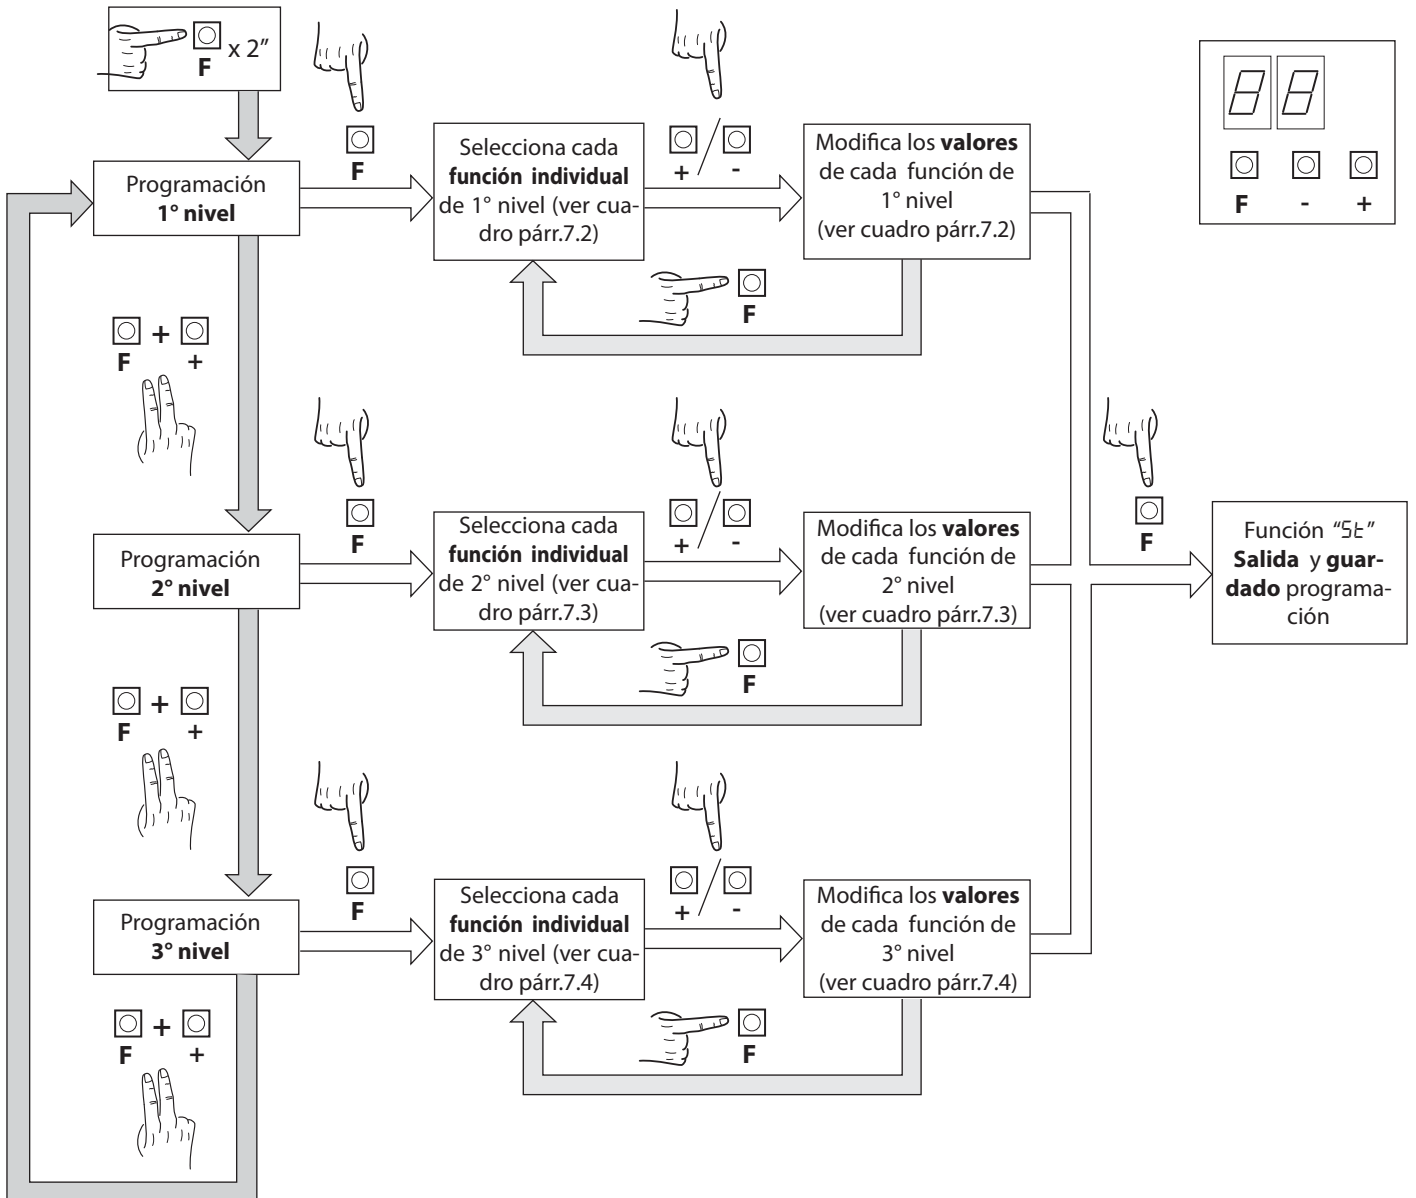 F x 2”
F
+ / -
F - +
Programación
1° nivel
Selecciona cada
función individual
de 1° nivel (ver cua-
dro párr.7.2)
Modifica los valores
de cada función de
1° nivel
(ver cuadro párr.7.2)
F
F + +
F
+ / -
F
Programación
2° nivel
Selecciona cada
función individual
de 2° nivel (ver cua-
dro párr.7.3)
Modifica los valores
de cada función de
2° nivel
(ver cuadro párr.7.3)
Función “St”
Salida y guar-
dado programa-
ción
F
F + +
F
+ / -
Programación
3° nivel
Selecciona cada
función individual
de 3° nivel (ver cua-
dro párr.7.4)
Modifica los valores
de cada función de
3° nivel
(ver cuadro párr.7.4)
F
F + +